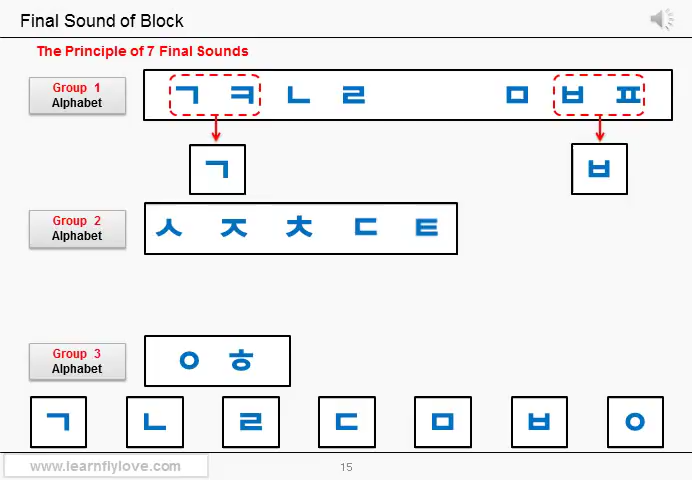 Final Sound of Block
The Principle of 7 Final Sounds
Group 1
Alphabet
ㄱ ㅋ ㄴ ㄹ ㅁ ㅂ ㅍ
ㄱ ㅂ
Group 2
Alphabet
ㅅ ㅈ ㅊ ㄷ ㅌ
Group 3
Alphabet
ㅇ ㅎ
ㄱ ㄴ ㄹ ㄷ ㅁ ㅂ ㅇ
www.learnflylove.com
15